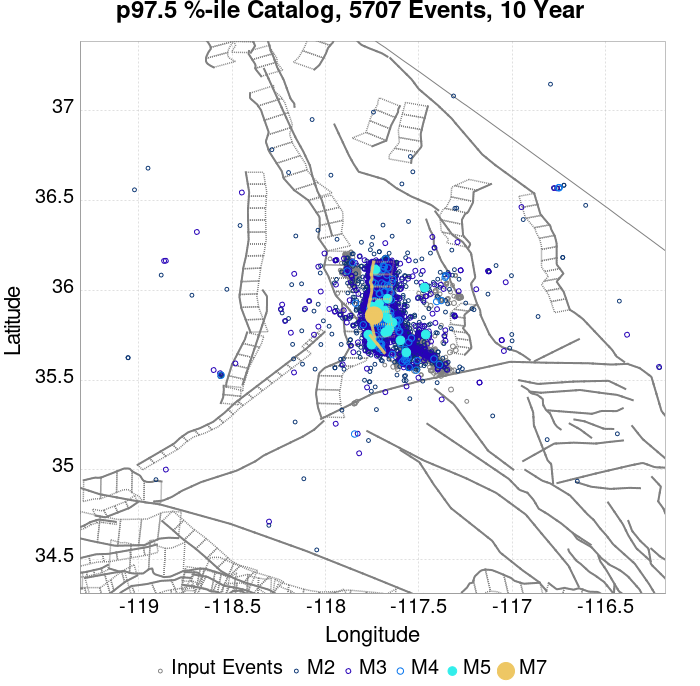 p97.5 %-ile Catalog, 5707 Events, 10 Year
37
36.5
36
35.5
35
34.5
Latitude
-119 -118.5 -118 -117.5 -117 -116.5
Longitude
Input Events M2 M3 M4 M5 M7